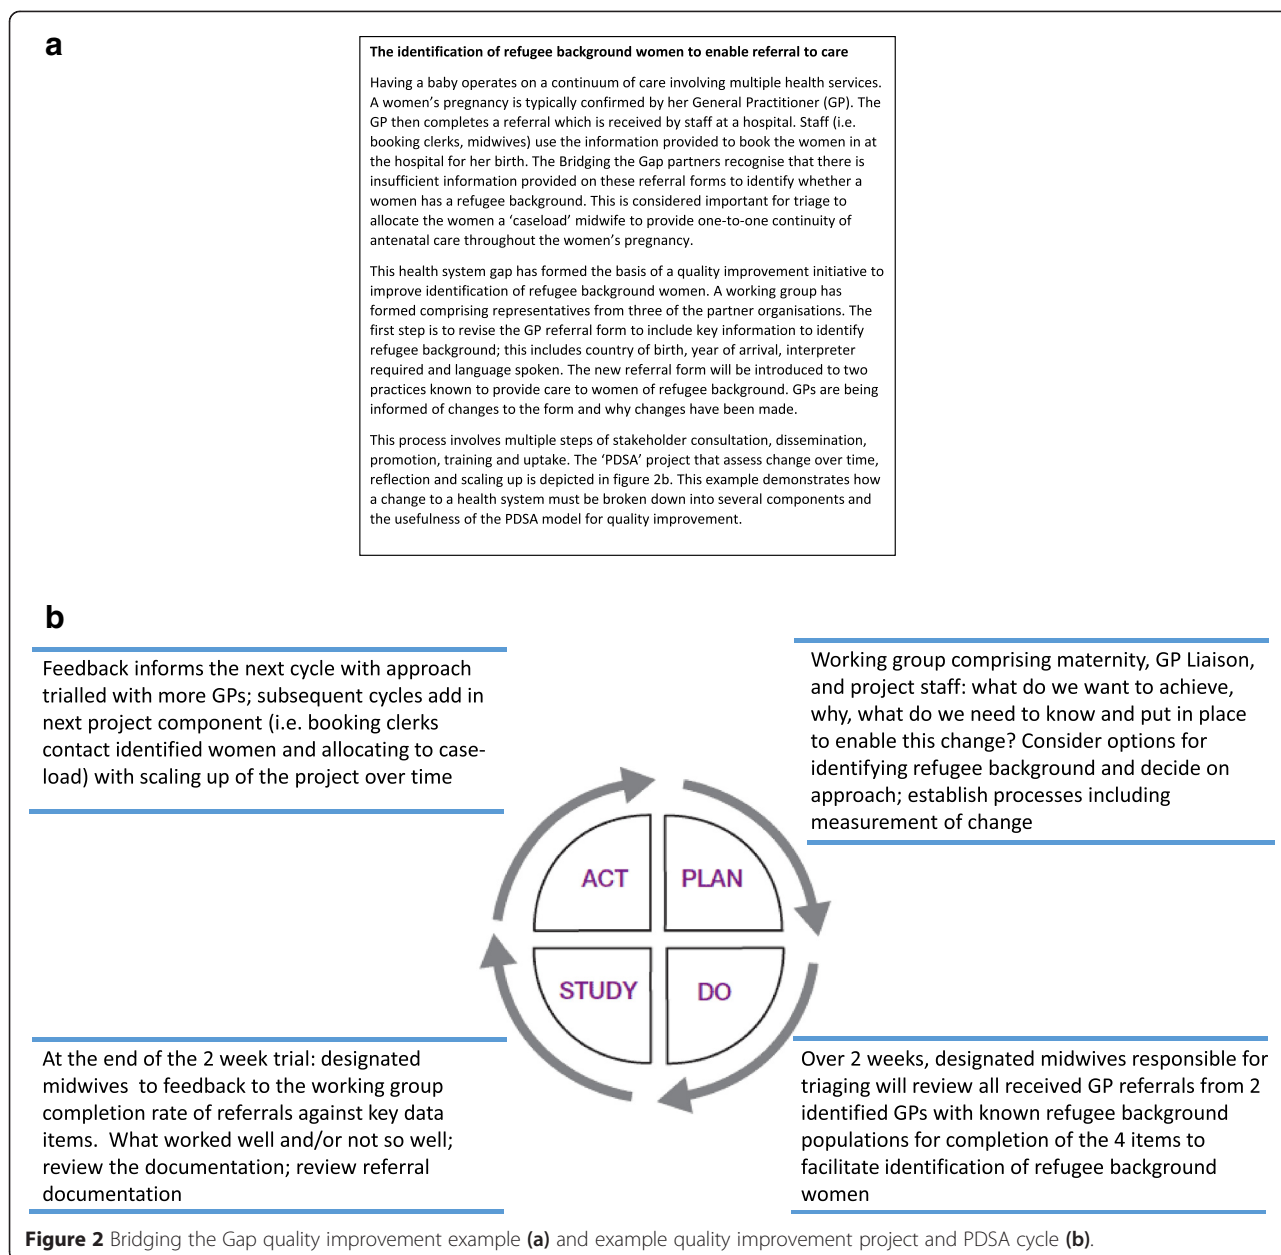 a
The identification of refugee background women to enable referral to care
Having a baby operates on a continuum of care involving multiple health services.
A women’s pregnancy is typically confirmed by her General Practitioner (GP). The
GP then completes a referral which is received by staff at a hospital. Staff (i.e.
booking clerks, midwives) use the information provided to book the women in at
the hospital for her birth. The Bridging the Gap partners recognise that there is
insufficient information provided on these referral forms to identify whether a
women has a refugee background. This is considered important for triage to
allocate the women a ‘caseload’ midwife to provide one-to-one continuity of
antenatal care throughout the women’s pregnancy.
This health system gap has formed the basis of a quality improvement initiative to
improve identification of refugee background women. A working group has
formed comprising representatives from three of the partner organisations. The
first step is to revise the GP referral form to include key information to identify
refugee background; this includes country of birth, year of arrival, interpreter
required and language spoken. The new referral form will be introduced to two
practices known to provide care to women of refugee background. GPs are being
informed of changes to the form and why changes have been made.
This process involves multiple steps of stakeholder consultation, dissemination,
promotion, training and uptake. The ‘PDSA’ project that assess change over time,
reflection and scaling up is depicted in figure 2b. This example demonstrates how
a change to a health system must be broken down into several components and
the usefulness of the PDSA model for quality improvement.
b
Feedback informs the next cycle with approach
trialled with more GPs; subsequent cycles add in
next project component (i.e. booking clerks
contact identified women and allocating to case-
load) with scaling up of the project over time
Working group comprising maternity, GP Liaison,
and project staff: what do we want to achieve,
why, what do we need to know and put in place
to enable this change? Consider options for
identifying refugee background and decide on
approach; establish processes including
measurement of change
ACT
PLAN
STUDY
DO
At the end of the 2 week trial: designated
midwives to feedback to the working group
completion rate of referrals against key data
items. What worked well and/or not so well;
review the documentation; review referral
documentation
Over 2 weeks, designated midwives responsible for
triaging will review all received GP referrals from 2
identified GPs with known refugee background
populations for completion of the 4 items to
facilitate identification of refugee background
women
Figure 2 Bridging the Gap quality improvement example (a) and example quality improvement project and PDSA cycle (b).